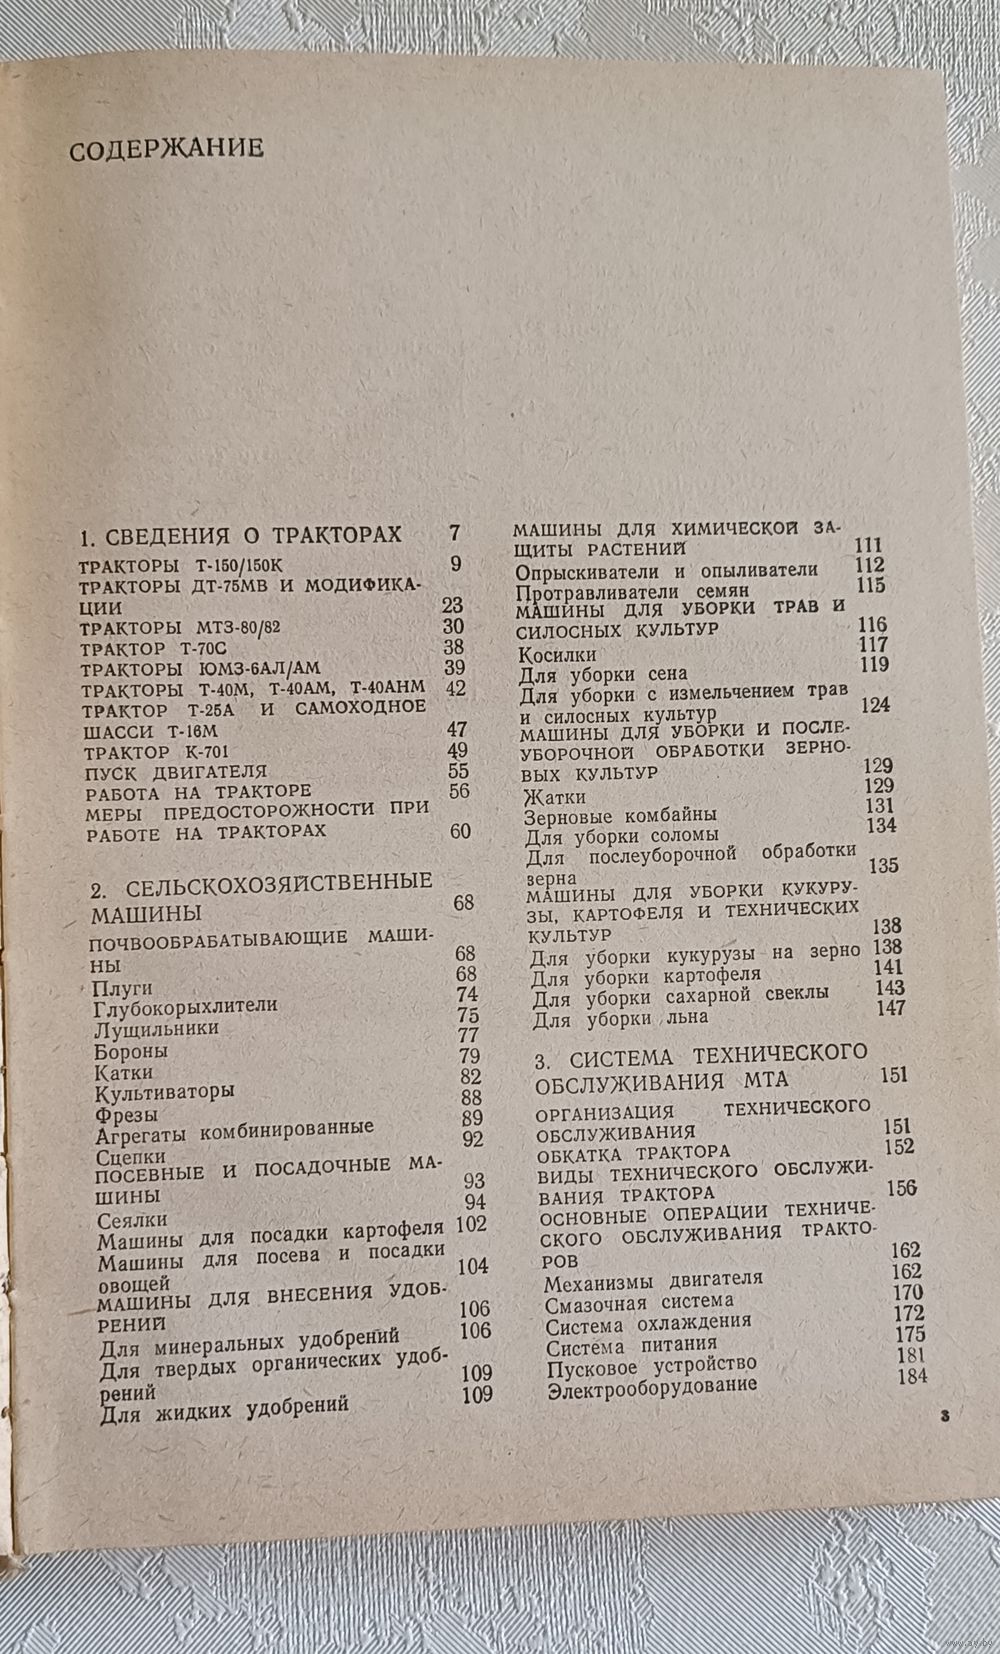 СОДЕРЖАНИЕ
1. СВЕДЕНИЯ О ТРАКТОРАХ 7
ТРАКТОРЫ Т-150/150К 9
ТРАКТОРЫ ДТ-75МВ И МОДИФИКА-
ЦИИ 23
ТРАКТОРЫ МТЗ-80/82 30
ТРАКТОР Т-70С 38
ТРАКТОРЫ ЮМЗ-6АЛ/АМ 39
ТРАКТОРЫ Т-40М, Т-40АМ, Т-40АНМ 42
ТРАКТОР Т-25А И САМОХОДНОЕ
ШАССИ Т-16М 47
ТРАКТОР К-701 49
ПУСК ДВИГАТЕЛЯ 55
РАБОТА НА ТРАКТОРЕ 56
МЕРЫ ПРЕДОСТОРОЖНОСТИ ПРИ
РАБОТЕ НА ТРАКТОРАХ 60
2. СЕЛЬСКОХОЗЯЙСТВЕННЫЕ
МАШИНЫ 68
ПОЧВООБРАБАТЫВАЮЩИЕ МАШИ-
НЫ 68
Плуги 68
Глубокорыхлители 74
Лущильники 75
Бороны 77
Катки 79
Культиваторы 82
Фрезы 88
Агрегаты комбинированные 89
Сцепки 92
ПОСЕВНЫЕ И ПОСАДОЧНЫЕ МА-
ШИНЫ 93
Сеялки 94
Машины для посадки картофеля 102
Машины для посева и посадки
овощей 104
МАШИНЫ ДЛЯ ВНЕСЕНИЯ УДОБ-
РЕНИЙ 106
Для минеральных удобрений 106
Для твердых органических удоб-
рений 109
Для жидких удобрений 109
МАШИНЫ ДЛЯ ХИМИЧЕСКОЙ ЗА-
ЩИТЫ РАСТЕНИЙ 111
Опрыскиватели и опыливатели 112
Протравливатели семян 115
МАШИНЫ ДЛЯ УБОРКИ ТРАВ И
СИЛОСНЫХ КУЛЬТУР 116
Косилки 117
Для уборки сена 119
Для уборки с измельчением трав
и силосных культур 124
МАШИНЫ ДЛЯ УБОРКИ И ПОСЛЕ-
УБОРОЧНОЙ ОБРАБОТКИ ЗЕРНО-
ВЫХ КУЛЬТУР 129
Жатки 129
Зерновые комбайны 131
Для уборки соломы 134
Для послеуборочной обработки
зерна 135
МАШИНЫ ДЛЯ УБОРКИ КУКУРУ-
ЗЫ, КАРТОФЕЛЯ И ТЕХНИЧЕСКИХ
КУЛЬТУР 138
Для уборки кукурузы на зерно 138
Для уборки картофеля 141
Для уборки сахарной свеклы 143
Для уборки льна 147
3. СИСТЕМА ТЕХНИЧЕСКОГО
ОБСЛУЖИВАНИЯ МТА 151
ОРГАНИЗАЦИЯ ТЕХНИЧЕСКОГО
ОБСЛУЖИВАНИЯ 151
ОБКАТКА ТРАКТОРА 152
ВИДЫ ТЕХНИЧЕСКОГО ОБСЛУЖИ-
ВАНИЯ ТРАКТОРА 156
ОСНОВНЫЕ ОПЕРАЦИИ ТЕХНИЧЕ-
СКОГО ОБСЛУЖИВАНИЯ ТРАКТО-
РОВ 162
Механизмы двигателя 162
Смазочная система 170
Система охлаждения 172
Система питания 175
Пусковое устройство 181
Электрооборудование 184
3
www.ay.by